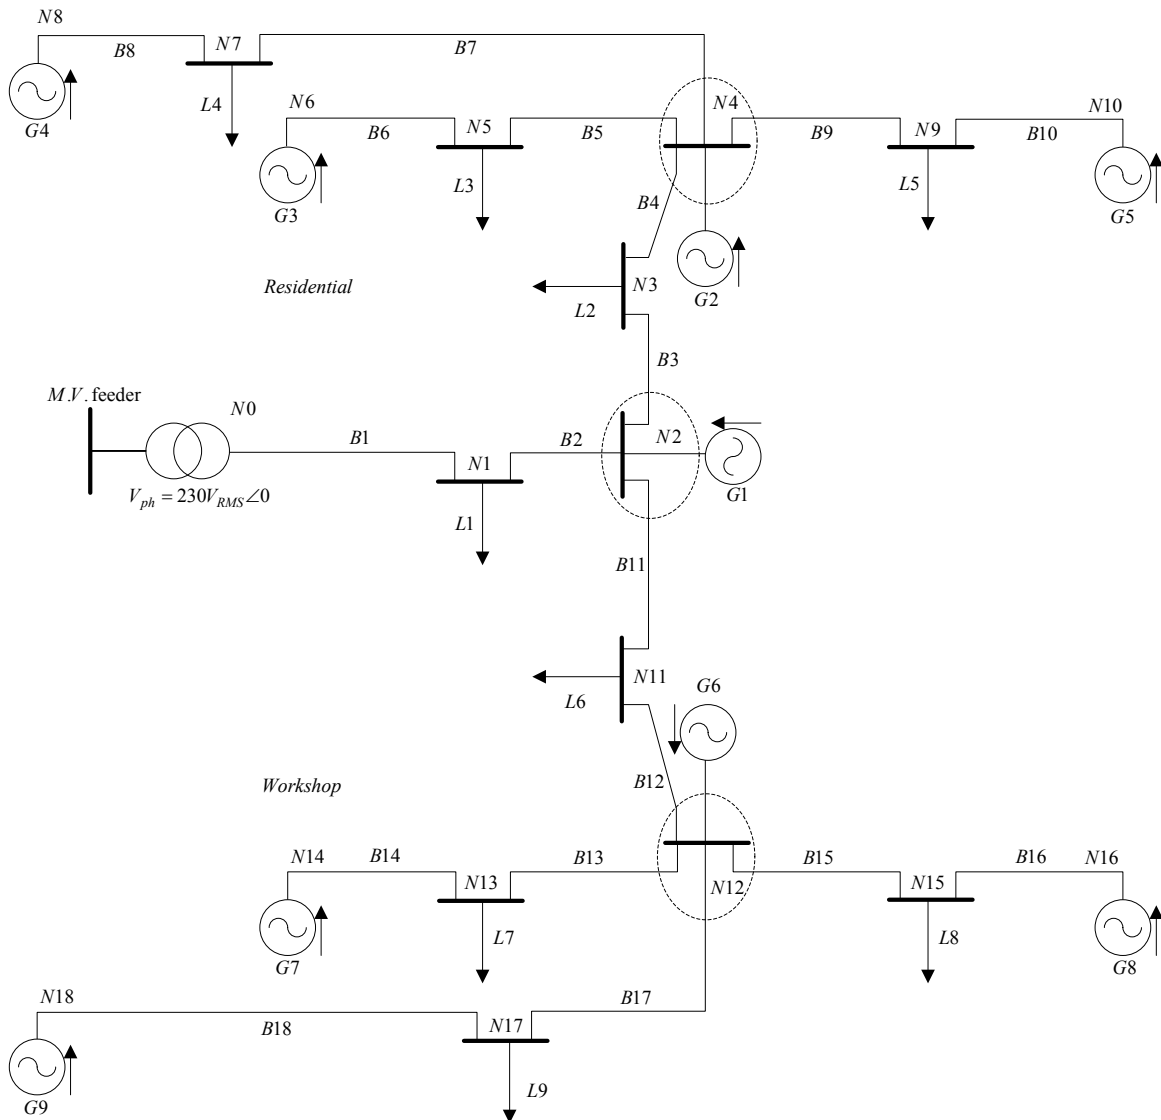 N8
B8
N7
B7
G4
L4
N6
B6
N5
B5
N4
B9
N9
N10
B10
G3
L3
B4
L5
G5
Residential
L2
N3
G2
B3
M.V. feeder
N0
B1
N1
B2
N2
V_ph = 230V_RMS∠0
L1
G1
B11
N11
L6
G6
Workshop
B12
N14
B14
N13
B13
N12
B15
N15
B16
N16
G7
L7
L8
G8
N18
B18
N17
B17
G9
L9